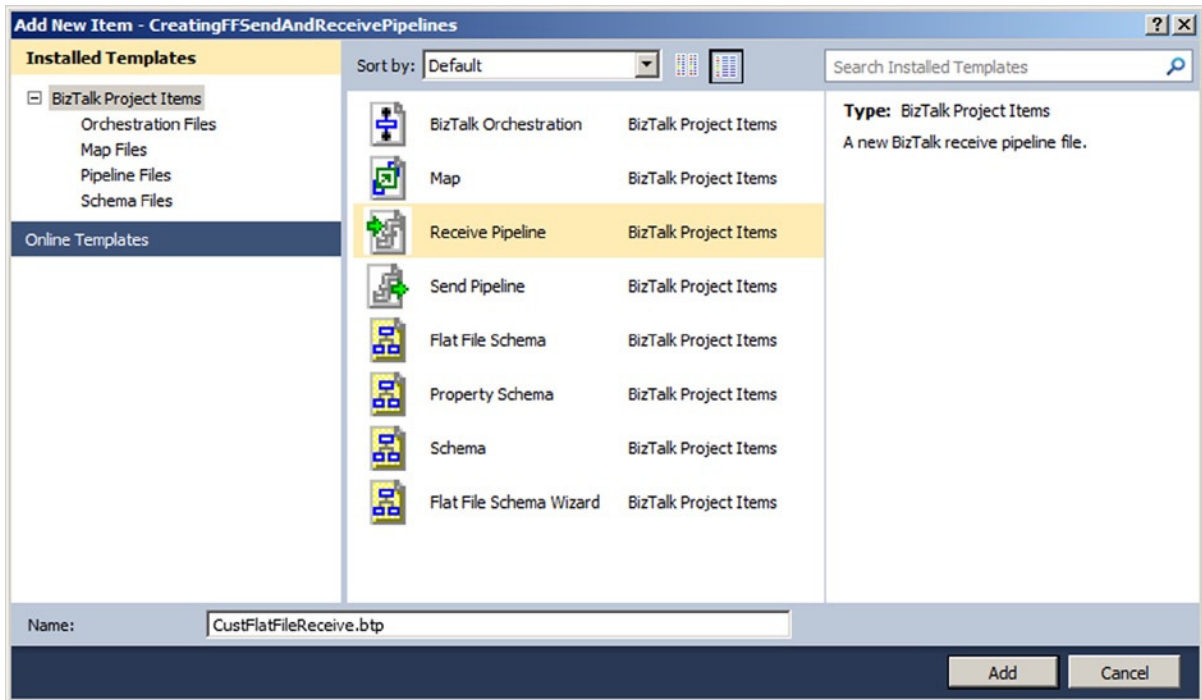 Add New Item - CreatingFFSendAndReceivePipelines
Installed Templates
BizTalk Project Items
Orchestration Files
Map Files
Pipeline Files
Schema Files
Online Templates
Sort by: Default
BizTalk Orchestration BizTalk Project Items
Map BizTalk Project Items
Receive Pipeline BizTalk Project Items
Send Pipeline BizTalk Project Items
Flat File Schema BizTalk Project Items
Property Schema BizTalk Project Items
Schema BizTalk Project Items
Flat File Schema Wizard BizTalk Project Items
Search Installed Templates
Type: BizTalk Project Items
A new BizTalk receive pipeline file.
Name: CustFlatFileReceive.btp
Add Cancel